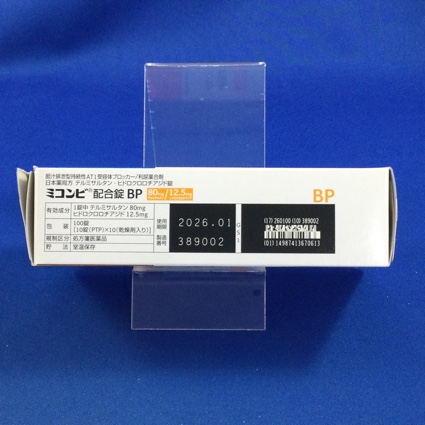 胆汁排泄型持続性AT1受容体ブロッカー/利尿薬合剤
日本薬局方 テルミサルタン・ヒドロクロロチアジド錠
ミコンビ®配合錠BP 80mg/12.5mg
BP
有効成分 1錠中 テルミサルタン 80mg
ヒドロクロロチアジド 12.5mg
包装 100錠
[10錠(PTP)×10(乾燥剤入り)]
規制区分 処方箋医薬品
貯法 室温保存
使用期限 2026.01
製造番号 389002
GS1
(17)260100(10)389002
(01)14987413670613